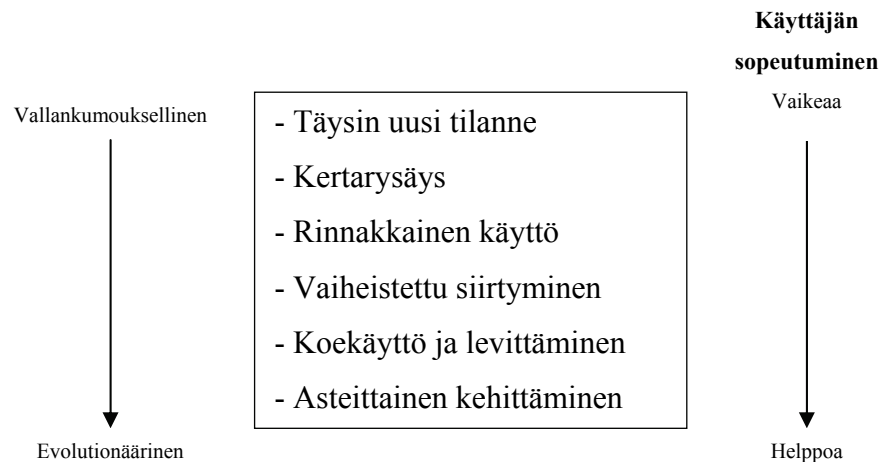 Käyttäjän
sopeutuminen
Vallankumouksellinen
Vaikeaa
- Täysin uusi tilanne
- Kertarysäys
- Rinnakkainen käyttö
- Vaiheistettu siirtyminen
- Koekäyttö ja levittäminen
- Asteittainen kehittäminen
Evolutionäärinen
Helppoa